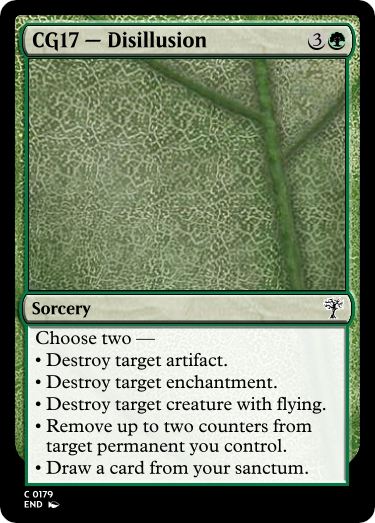 CG17 — Disillusion 3
Sorcery
Choose two —
• Destroy target artifact.
• Destroy target enchantment.
• Destroy target creature with flying.
• Remove up to two counters from
target permanent you control.
• Draw a card from your sanctum.
C 0179
END